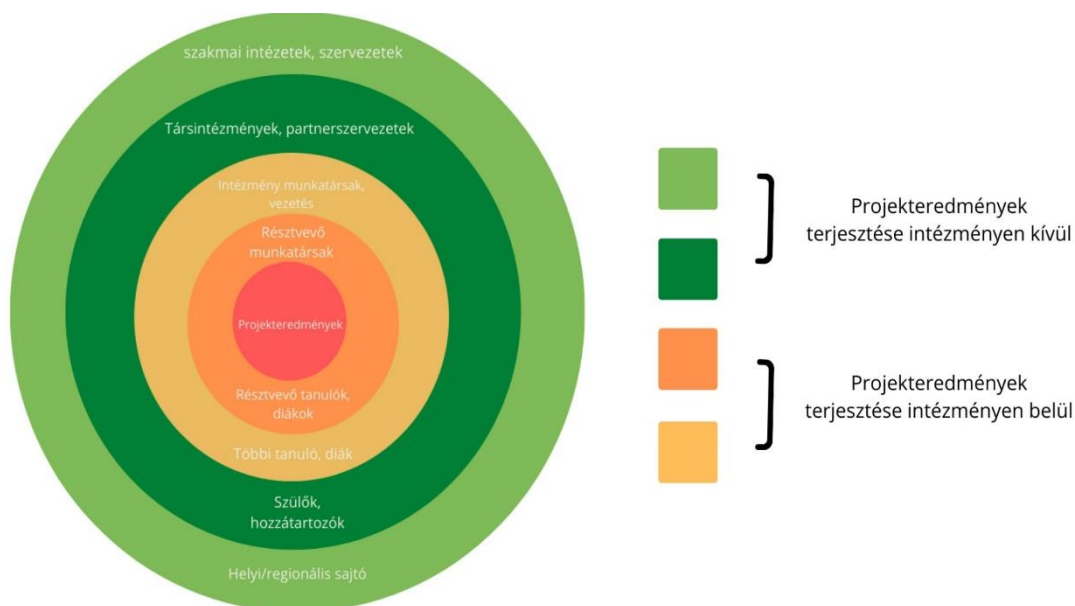 szakmai intézetek, szervezetek
Társintézmények, partnerszervezetek
Intézmény munkatársak,
vezetés
Résztvevő
munkatársak
Projekteredmények
Résztvevő tanulók,
diákok
Többi tanuló, diák
Szülők,
hozzátartozók
Helyi/regionális sajtó
Projekteredmények
terjesztése intézményen kívül
Projekteredmények
terjesztése intézményen belül